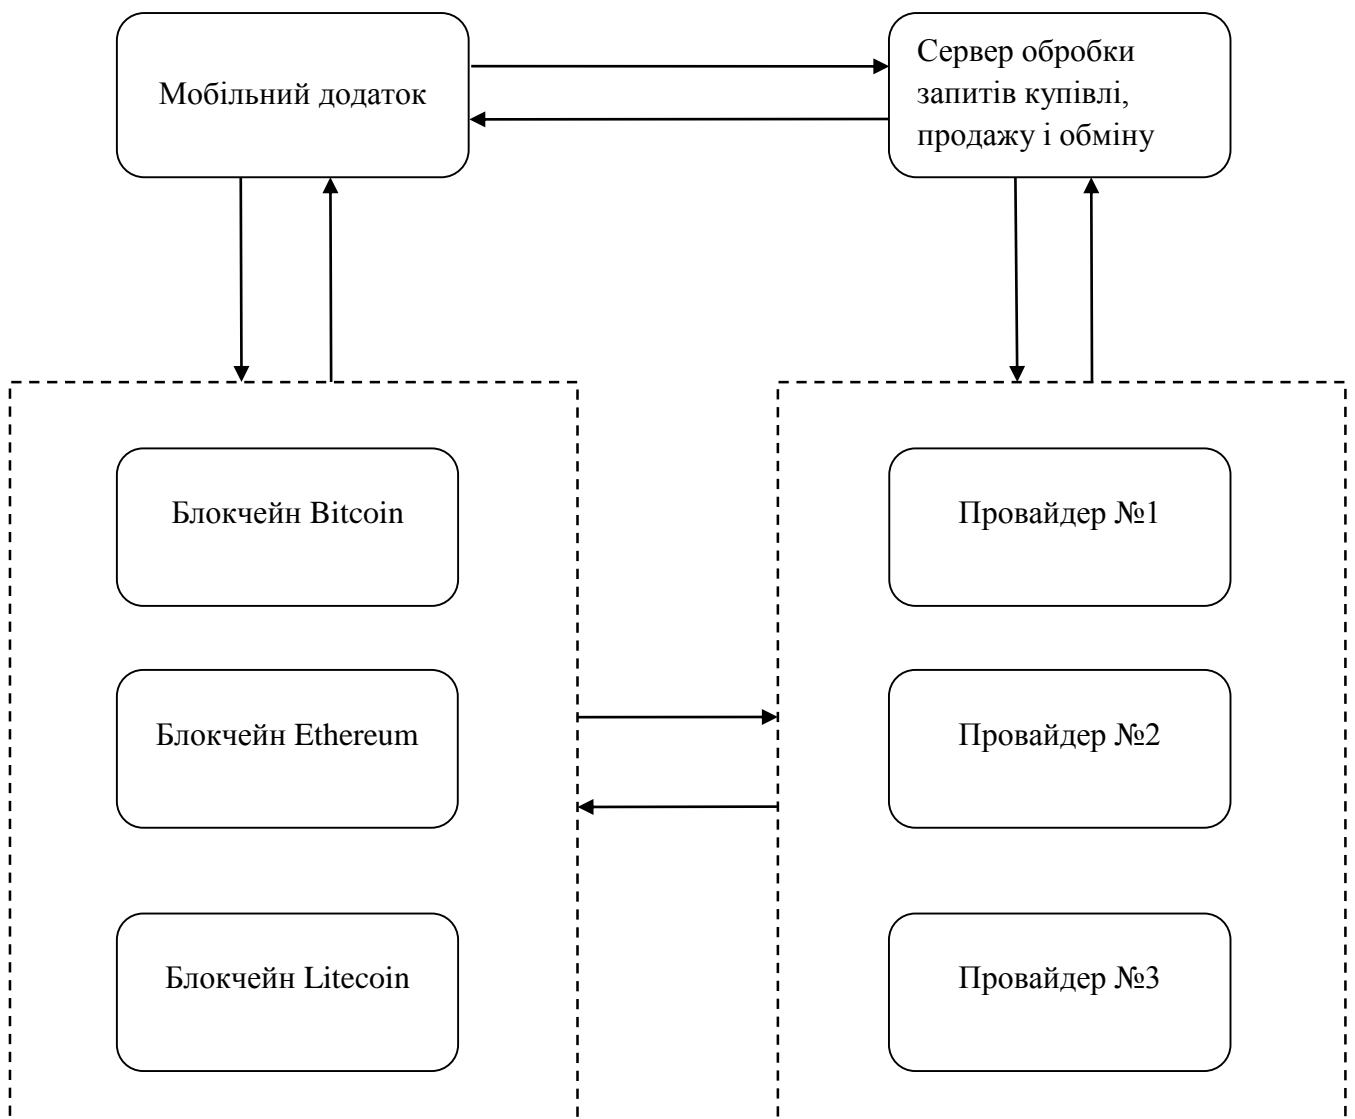 Мобільний додаток
Сервер обробки
запитів купівлі,
продажу і обміну
Блокчейн Bitcoin
Провайдер №1
Блокчейн Ethereum
Провайдер №2
Блокчейн Litecoin
Провайдер №3